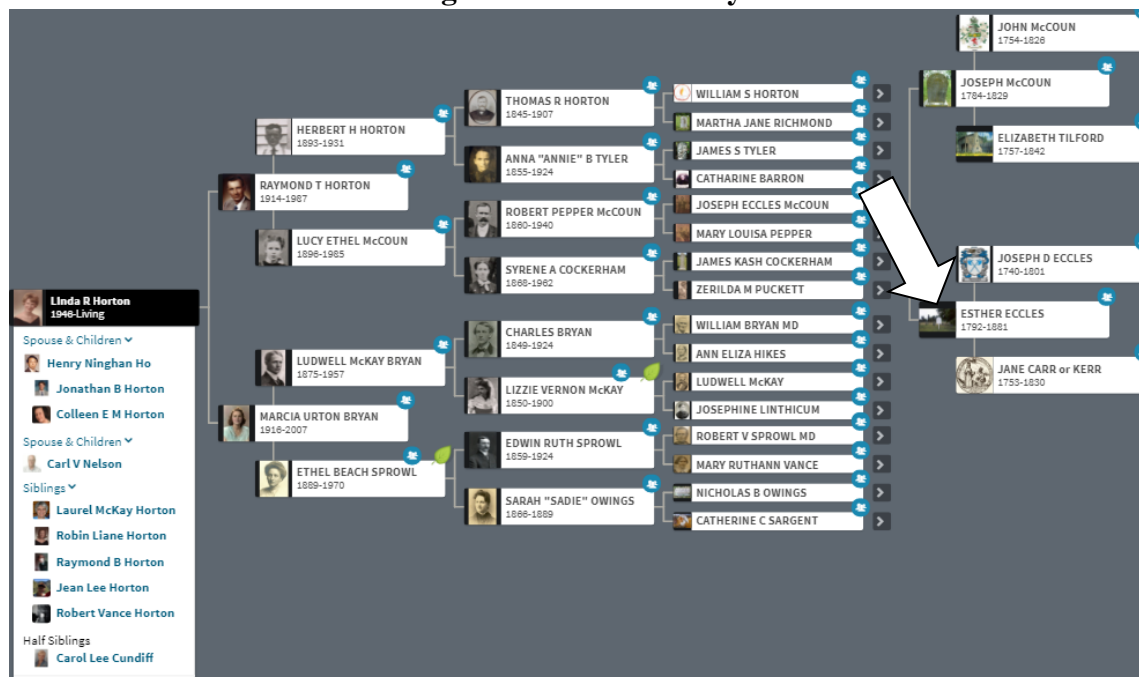 Linda R Horton
1946-Living
Spouse & Children
Henry Ninghan Ho
Jonathan B Horton
Colleen E M Horton
Spouse & Children
Carl V Nelson
Siblings
Laurel McKay Horton
Robin Liane Horton
Raymond B Horton
Jean Lee Horton
Robert Vance Horton
Half Siblings
Carol Lee Cundiff
RAYMOND T HORTON
1914-1987
MARCIA URTON BRYAN
1916-2007
HERBERT H HORTON
1893-1931
LUCY ETHEL McCOUN
1896-1985
LUDWELL McKAY BRYAN
1875-1957
ETHEL BEACH SPROWL
1889-1970
THOMAS R HORTON
1845-1907
ANNA "ANNIE" B TYLER
1855-1924
ROBERT PEPPER McCOUN
1860-1940
SYRENE A COCKERHAM
1868-1962
CHARLES BRYAN
1849-1924
LIZZIE VERNON McKAY
1850-1900
EDWIN RUTH SPROWL
1859-1924
SARAH "SADIE" OWINGS
1866-1889
WILLIAM S HORTON
MARTHA JANE RICHMOND
JAMES S TYLER
CATHARINE BARRON
JOSEPH ECCLES McCOUN
MARY LOUISA PEPPER
JAMES KASH COCKERHAM
ZERILDA M PUCKETT
WILLIAM BRYAN MD
ANN ELIZA HIKES
LUDWELL McKAY
JOSEPHINE LINTHICUM
ROBERT V SPROWL MD
MARY RUTHANN VANCE
NICHOLAS B OWINGS
CATHERINE C SARGENT
JOHN McCOUN
1754-1826
JOSEPH McCOUN
1784-1829
ELIZABETH TILFORD
1757-1842
JOSEPH D ECCLES
1740-1801
ESTHER ECCLES
1792-1881
JANE CARR or KERR
1753-1830